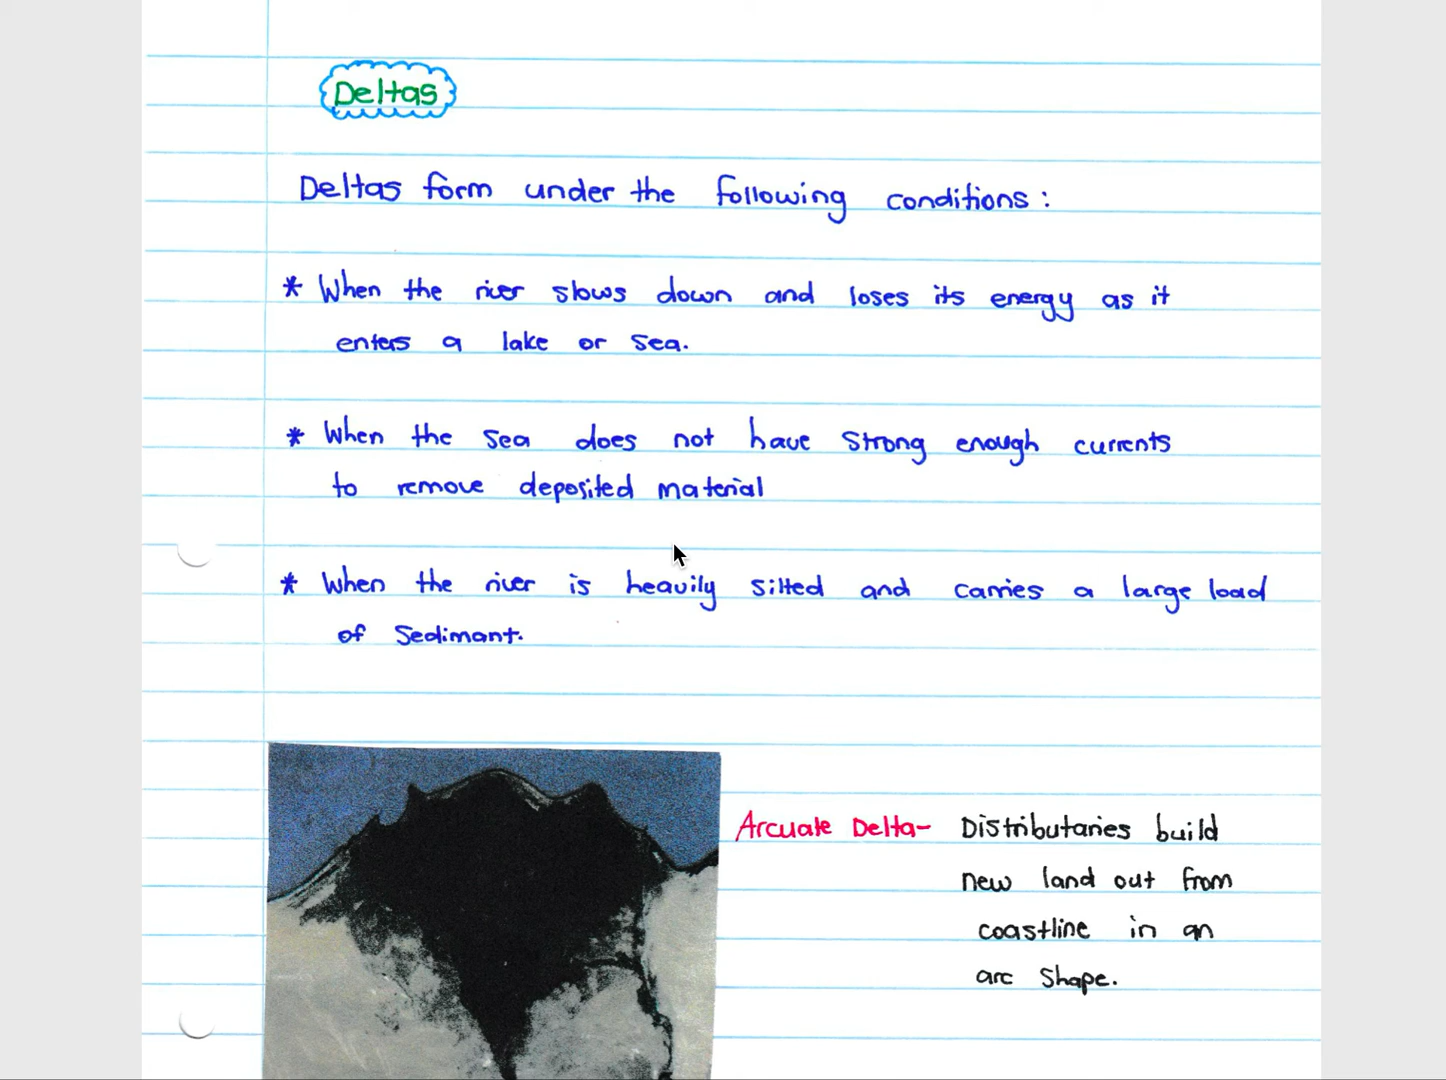 Deltas
Deltas form under the following conditions:
* When the river slows down and loses its energy as it
enters a lake or sea.
* When the sea does not have strong enough currents
to remove deposited material
* When the river is heavily silted and carries a large load
of Sedimant.
Arcuate Delta- Distributaries build
new land out from
coastline in an
arc shape.